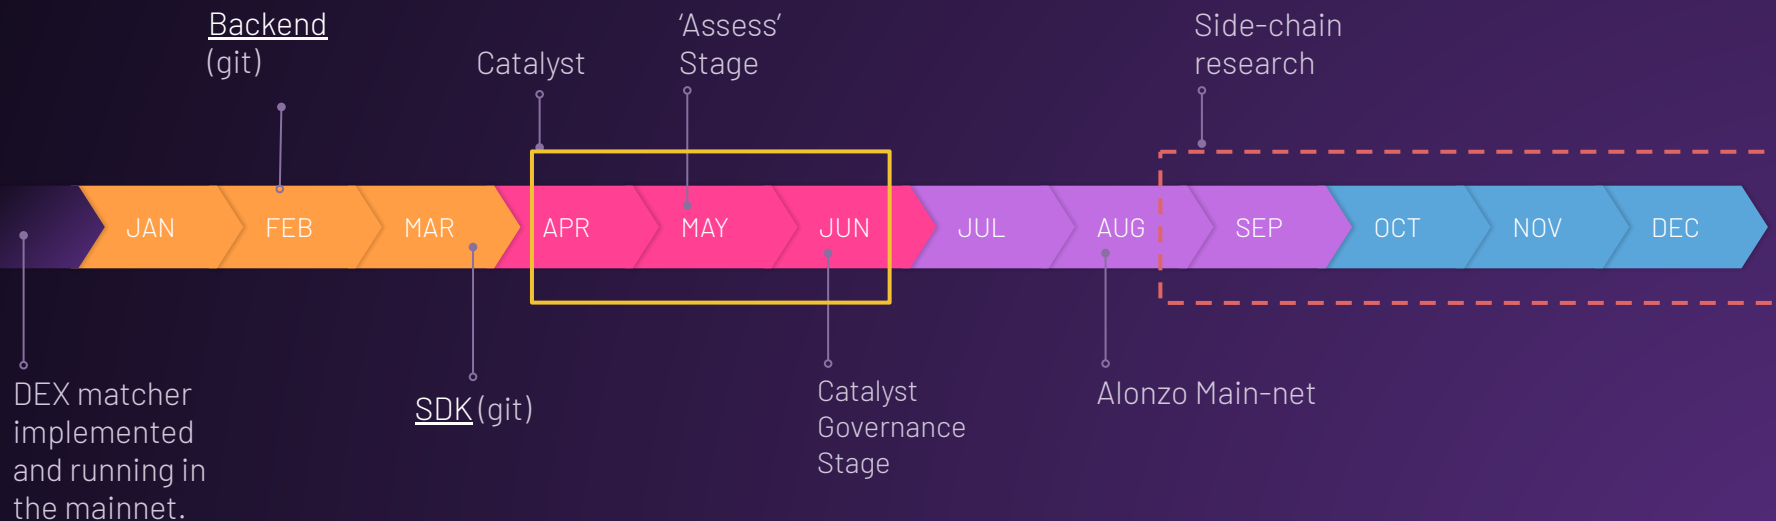 Backend
(git)
Catalyst
‘Assess’
Stage
Side-chain
research
JAN
FEB
MAR
APR
MAY
JUN
JUL
AUG
SEP
OCT
NOV
DEC
DEX matcher
implemented
and running in
the mainnet.
SDK (git)
Catalyst
Governance
Stage
Alonzo Main-net